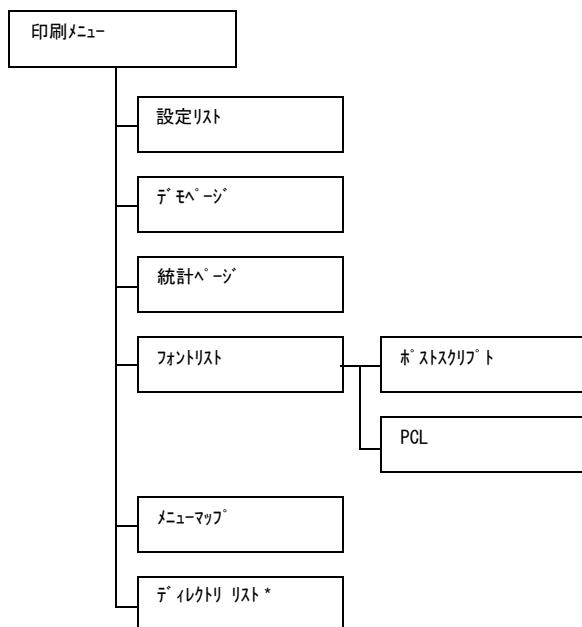 印刷ﾒﾆｭｰ
設定ﾘｽﾄ
ﾃﾞﾓﾍﾟｰｼﾞ
統計ﾍﾟｰｼﾞ
ﾌｫﾝﾄﾘｽﾄ
ﾎﾟｽﾄｽｸﾘﾌﾟﾄ
PCL
ﾒﾆｭｰﾏｯﾌﾟ
ﾃﾞｨﾚｸﾄﾘ ﾘｽﾄ *